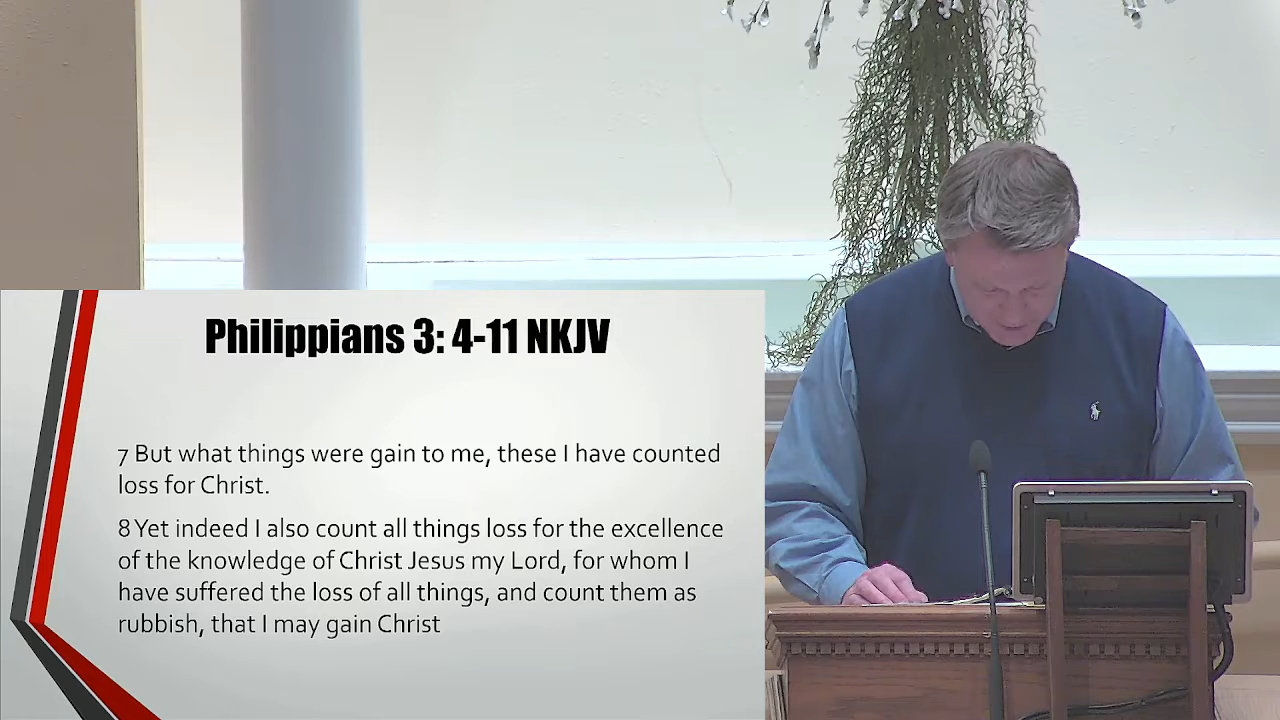 Philippians 3: 4-11 NKJV
7 But what things were gain to me, these I have counted
loss for Christ.
8 Yet indeed I also count all things loss for the excellence
of the knowledge of Christ Jesus my Lord, for whom I
have suffered the loss of all things, and count them as
rubbish, that I may gain Christ